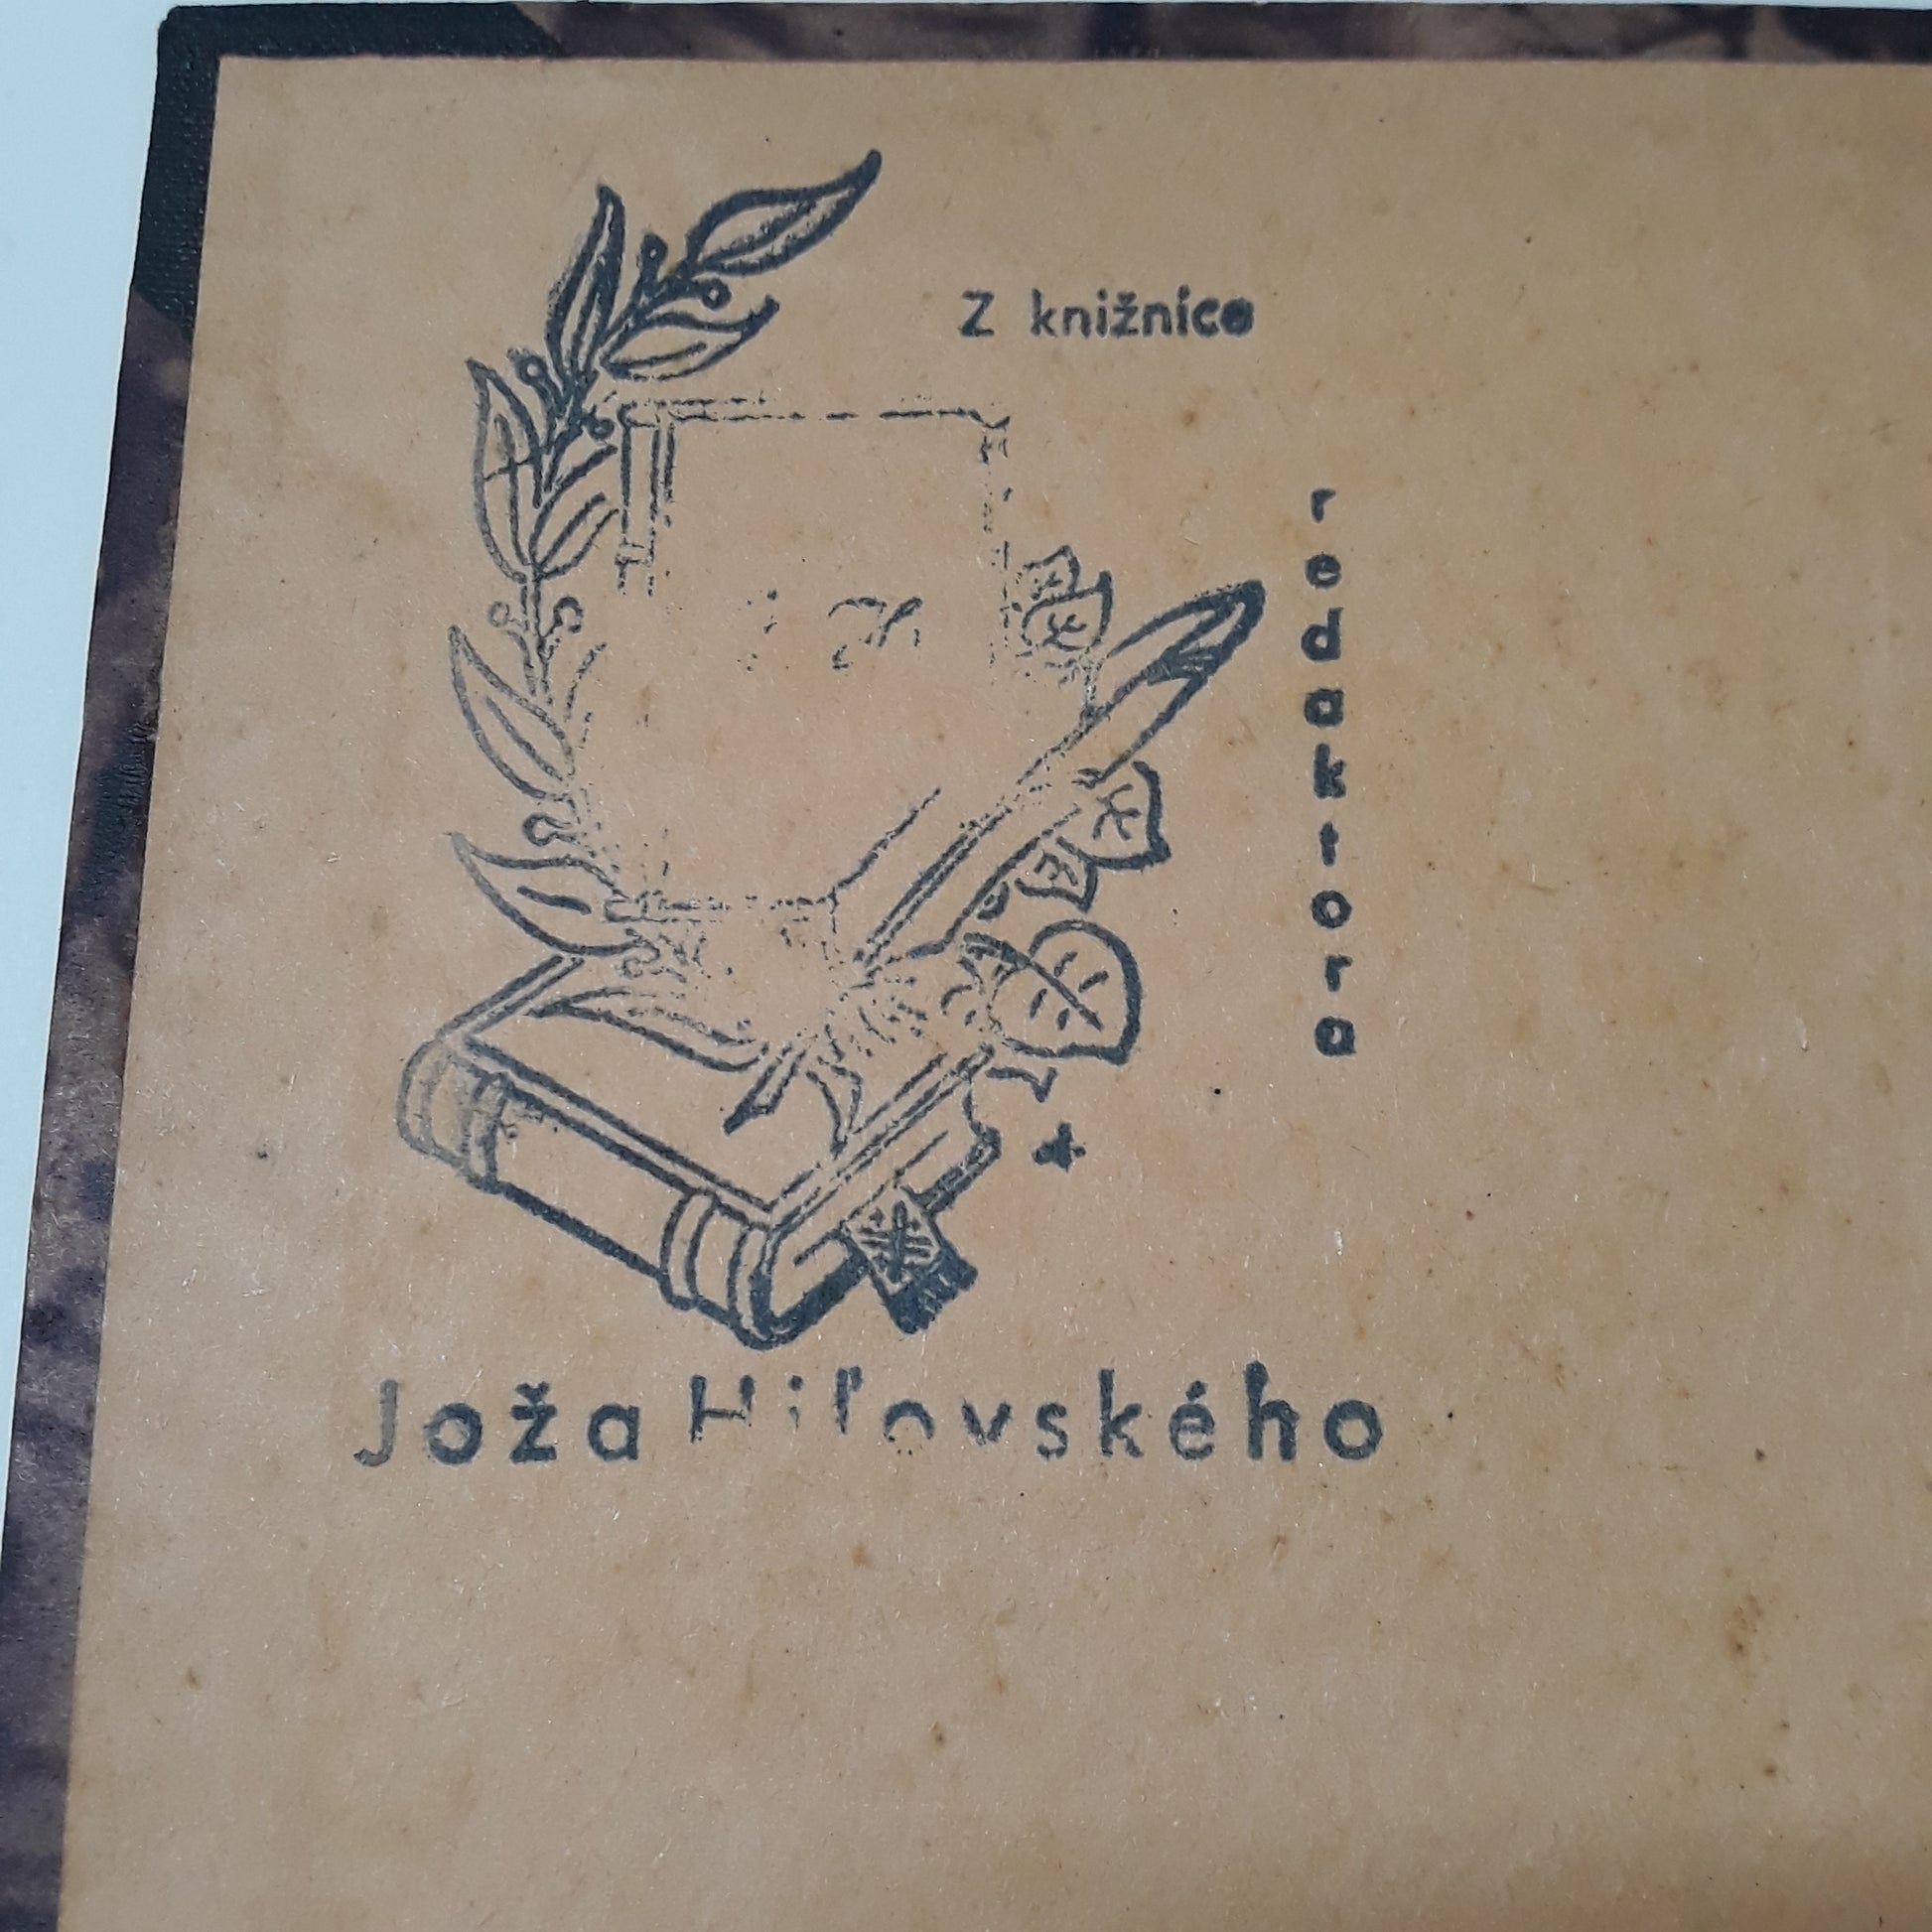 Z knižnice
redaktora
Joža Hiľovského